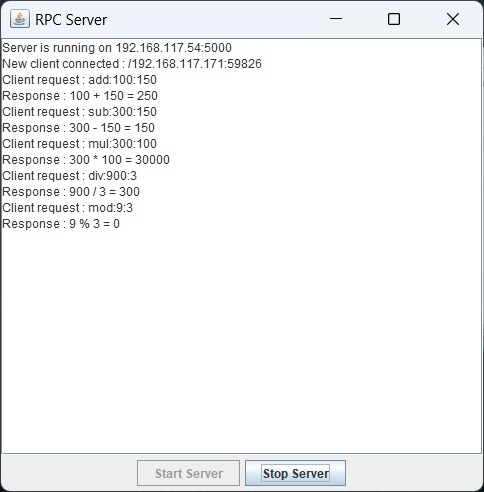 RPC Server
Server is running on 192.168.117.54:5000
New client connected : /192.168.117.171:59826
Client request : add:100:150
Response : 100 + 150 = 250
Client request : sub:300:150
Response : 300 - 150 = 150
Client request : mul:300:100
Response : 300 * 100 = 30000
Client request : div:900:3
Response : 900 / 3 = 300
Client request : mod:9:3
Response : 9 % 3 = 0
Start Server
Stop Server